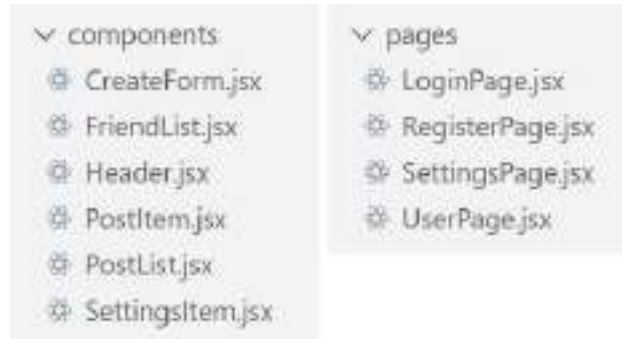 components
CreateForm.jsx
FriendList.jsx
Header.jsx
PostItem.jsx
PostList.jsx
SettingsItem.jsx
pages
LoginPage.jsx
RegisterPage.jsx
SettingsPage.jsx
UserPage.jsx